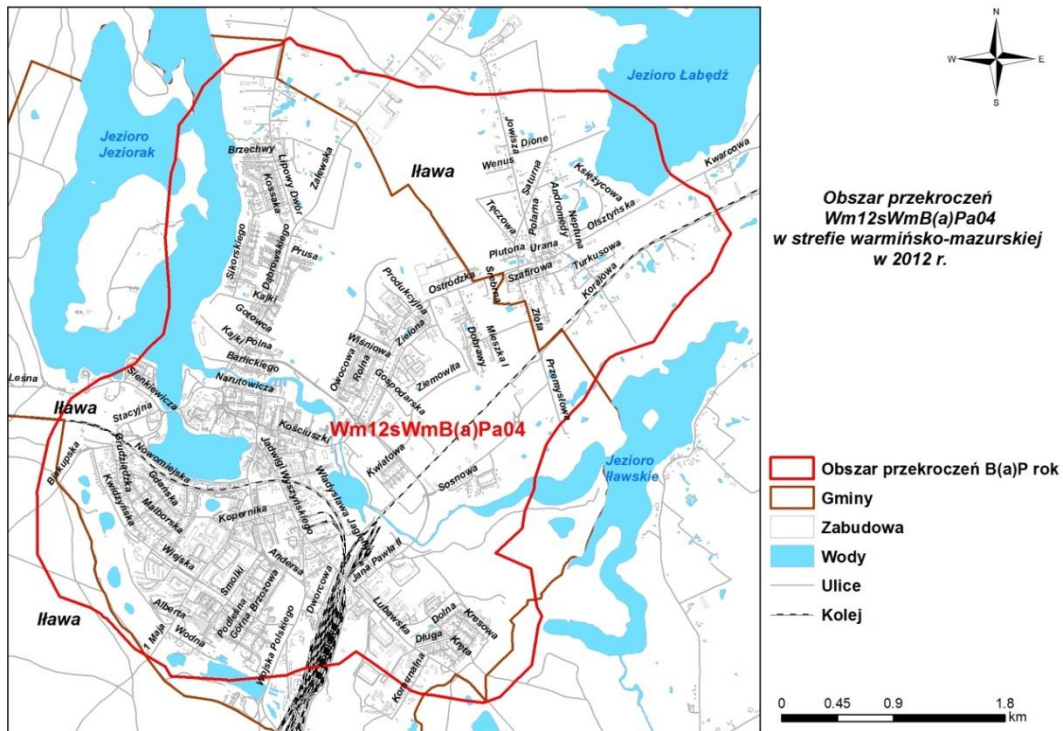 Jezioro Łabędź
Jezioro
Jeziorak
Iława
Brzechwy
Lipowy Dwór
Kossaka
Zalewska
Sikorskiego
Dąbrowskiego
Prusa
Kajki
Gotowca
Kajki Polna
Barlickiego
Narutowicza
Jowisza
Dione
Wenus
Saturna
Księżycowa
Kwarcowa
Tęczowa
Polarna
Andromedy
Neptuna
Olsztyńska
Plutona
Urana
Turkusowa
Szafirowa
Koralowa
Ostródzka
Srebrna
Złota
Produkcyjna
Zielona
Wiśniowa
Owocowa
Rolna
Gospodarska
Ziemowita
Dobrawy
Mieszka I
Przemysłowa
Leśna
Sienkiewicza
Stacyjna
Iława
Kościuszki
Wm12sWmB(a)Pa04
Jezioro
Iławskie
Kwiatowa
Sosnowa
Biskupska
Grudziądzka
Nowomiejska
Gdańska
Kwidzyńska
Malborska
Jadwigi
Wyszyńskiego
Władysława Jagiełły
Kopernika
Wiejska
Andersa
Jana Pawła II
Smolki
Alberta
Podleśna
Górna
Brzozowa
Dworcowa
Iława
1 Maja
Wodna
Wojska Polskiego
Lubawska
Dolna
Kresowa
Długa
Kręta
Komunalna
N
W
E
S
Obszar przekroczeń
Wm12sWmB(a)Pa04
w strefie warmińsko-mazurskiej
w 2012 r.
Obszar przekroczeń B(a)P rok
Gminy
Zabudowa
Wody
Ulice
Kolej
0 0.45 0.9 1.8
km